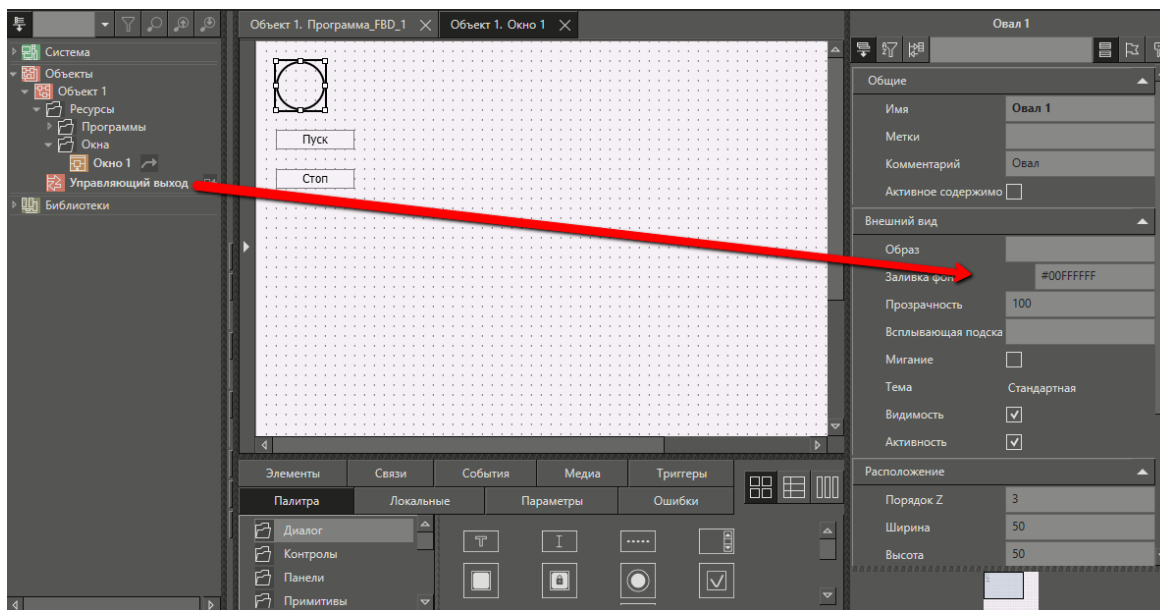 Объект 1. Программа_FBD_1
Объект 1. Окно 1
Овал 1
Система
Объекты
Объект 1
Ресурсы
Программы
Окна
Окно 1
Управляющий выход
Библиотеки
Пуск
Стоп
Общие
Имя Овал 1
Метки
Комментарий Овал
Активное содержимо
Внешний вид
Образ
Заливка фон #00FFFFFF
Прозрачность 100
Всплывающая подска
Мигание
Тема Стандартная
Видимость
Активность
Расположение
Порядок Z 3
Ширина 50
Высота 50
Элементы Связи События Медиа Триггеры
Палитра Локальные Параметры Ошибки
Диалог
Контролы
Панели
Примитивы